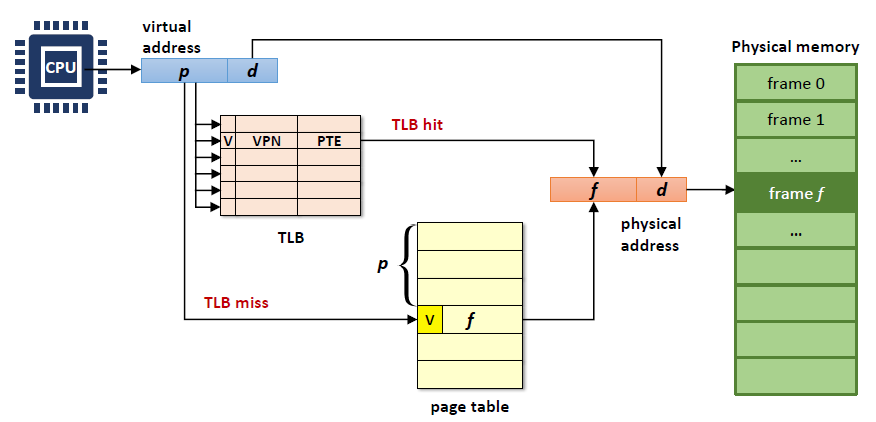 virtual
address
CPU
p d
Physical memory
frame 0
frame 1
...
frame f
...
TLB hit
V VPN PTE
TLB
f d
physical
address
p
TLB miss
V f
page table